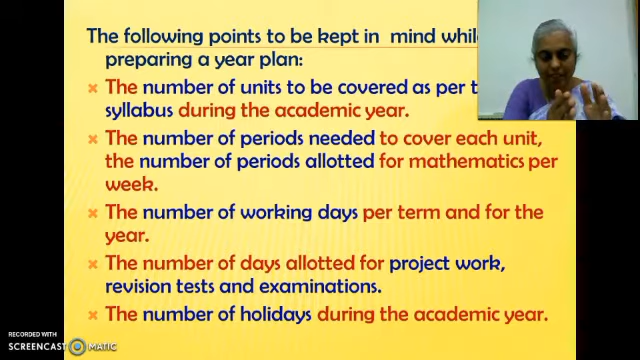 The following points to be kept in mind while
preparing a year plan:
The number of units to be covered as per
syllabus during the academic year.
The number of periods needed to cover each unit,
the number of periods allotted for mathematics per
week.
The number of working days per term and for the
year.
The number of days allotted for project work,
revision tests and examinations.
The number of holidays during the academic year.
RECORDED WITH
SCREENCAST MATIC